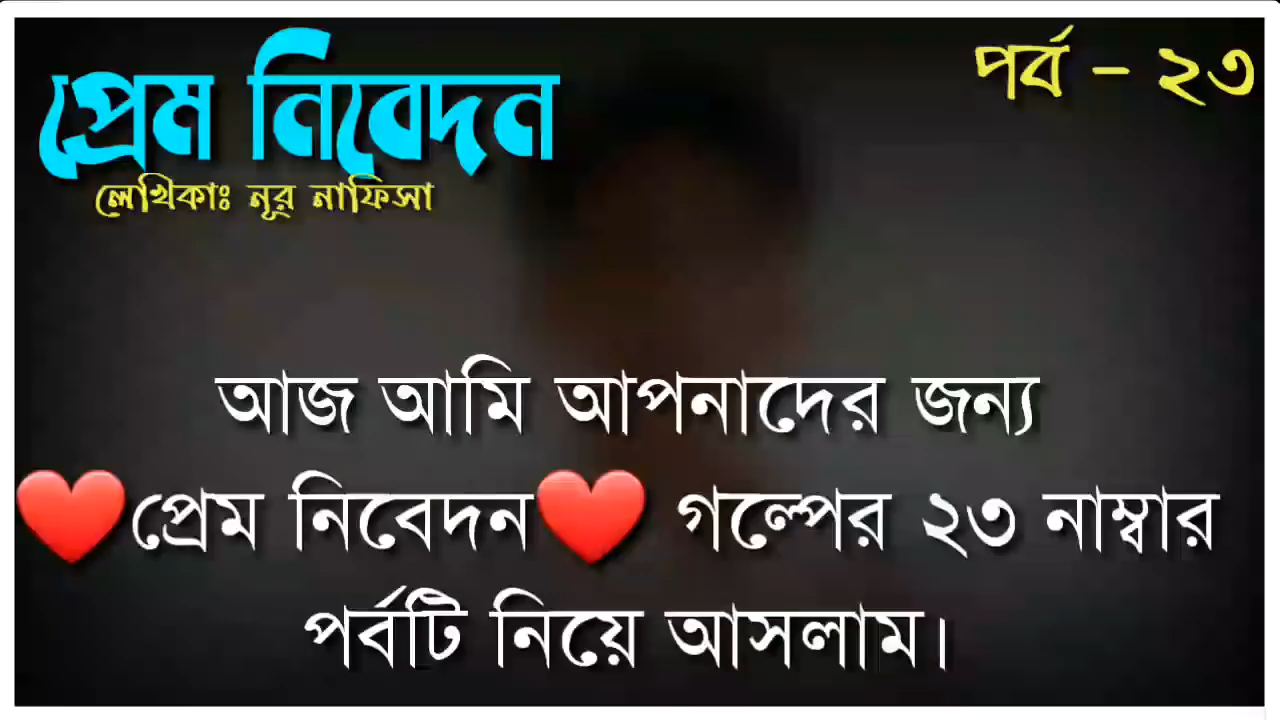 প্রেম নিবেদন
পর্ব - ২৩
লেখিকাঃ নূর নাফিসা
আজ আমি আপনাদের জন্য
❤️প্রেম নিবেদন❤️ গল্পের ২৩ নাম্বার
পর্বটি নিয়ে আসলাম।